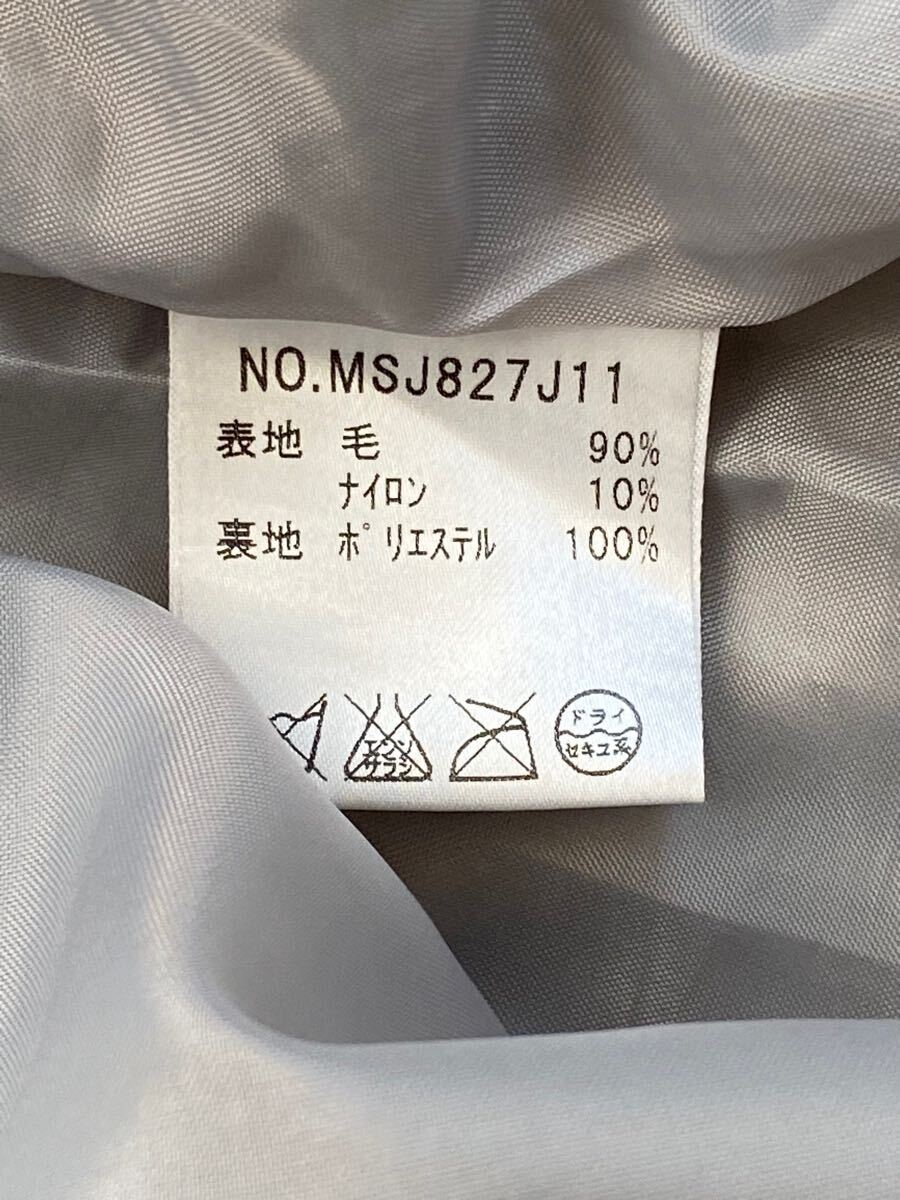 NO.MSJ827J11
表地 毛 90%
ナイロン 10%
裏地 ポリエステル 100%
エンソ
サラシ
ドライ
セキユ系